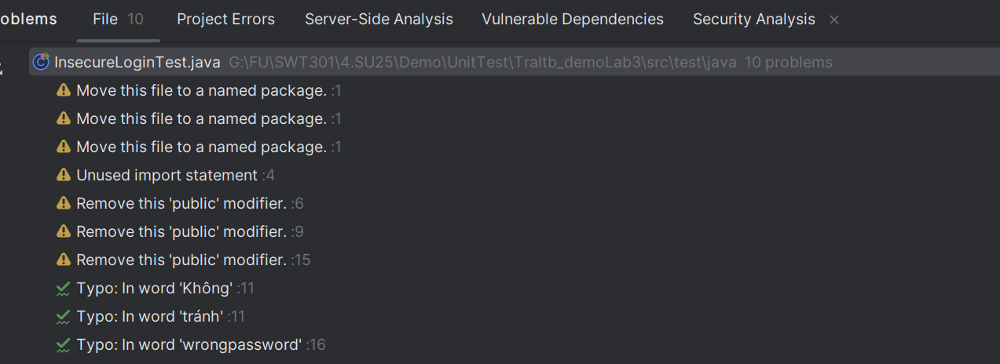 oblems File 10 Project Errors Server-Side Analysis Vulnerable Dependencies Security Analysis ×
InsecureLoginTest.java G:\FU\SWT301\4.SU25\Demo\UnitTest\Traltb_demoLab3\src\test\java 10 problems
Move this file to a named package. :1
Move this file to a named package. :1
Move this file to a named package. :1
Unused import statement :4
Remove this 'public' modifier. :6
Remove this 'public' modifier. :9
Remove this 'public' modifier. :15
Typo: In word 'Không' :11
Typo: In word 'tránh' :11
Typo: In word 'wrongpassword' :16